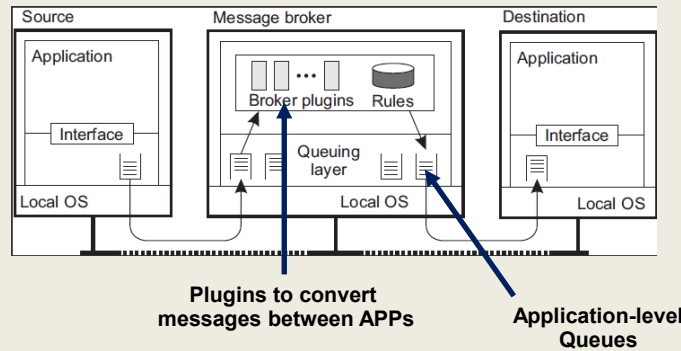 Source
Message broker
Destination
Application
Interface
Local OS
Broker plugins
Rules
Queuing
layer
Local OS
Application
Interface
Local OS
Plugins to convert
messages between APPs
Application-level
Queues